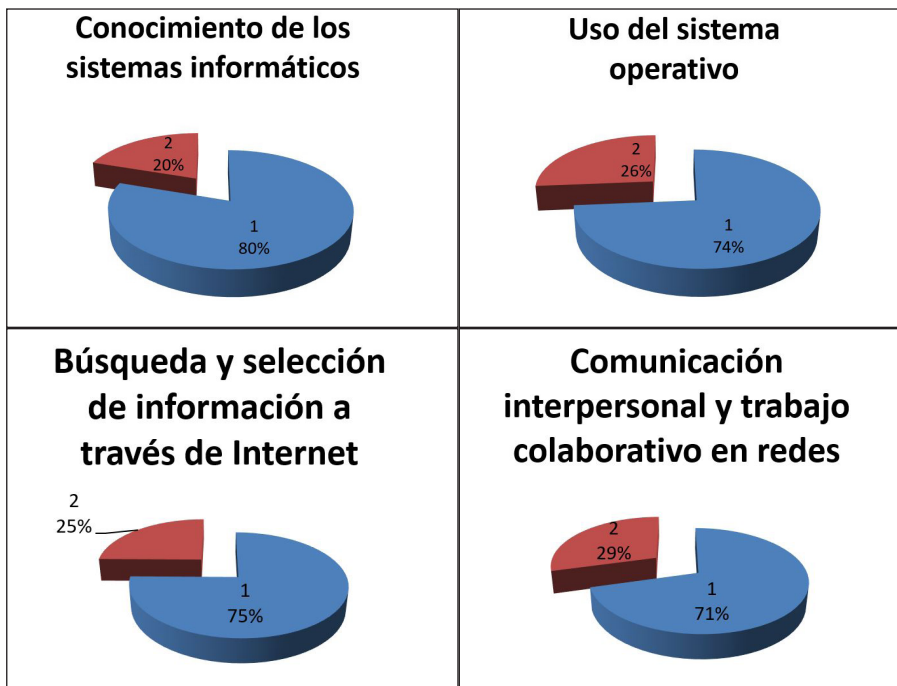 Conocimiento de los
sistemas informáticos
2
20%
1
80%
Uso del sistema
operativo
2
26%
1
74%
Búsqueda y selección
de información a
través de Internet
2
25%
1
75%
Comunicación
interpersonal y trabajo
colaborativo en redes
2
29%
1
71%